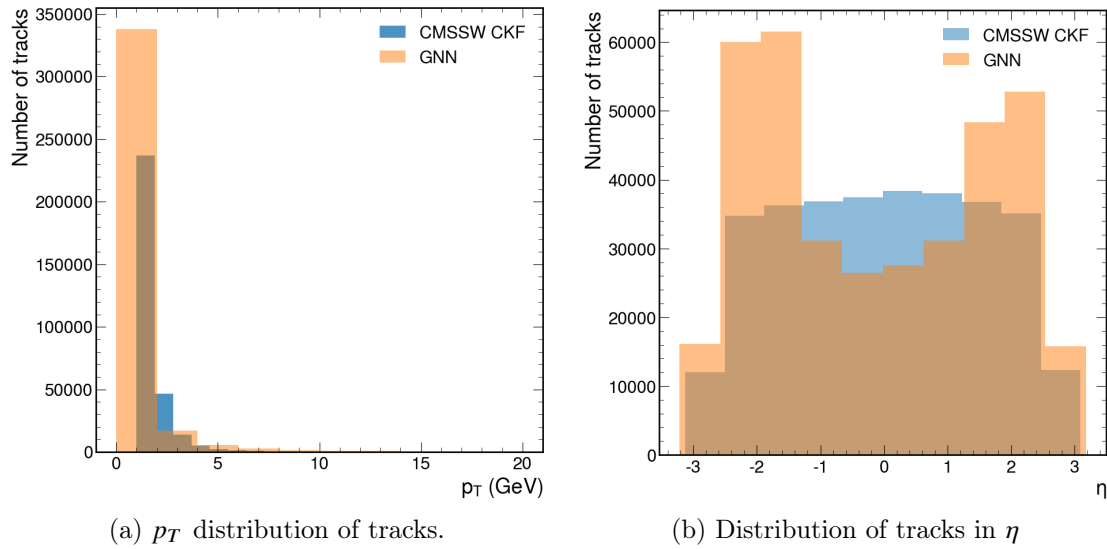 Number of tracks
350000
300000
250000
200000
150000
100000
50000
0
CMSSW CKF
GNN
0 5 10 15 20
p_T (GeV)
(a) p_T distribution of tracks.
Number of tracks
60000
50000
40000
30000
20000
10000
0
CMSSW CKF
GNN
-3 -2 -1 0 1 2 3
η
(b) Distribution of tracks in η